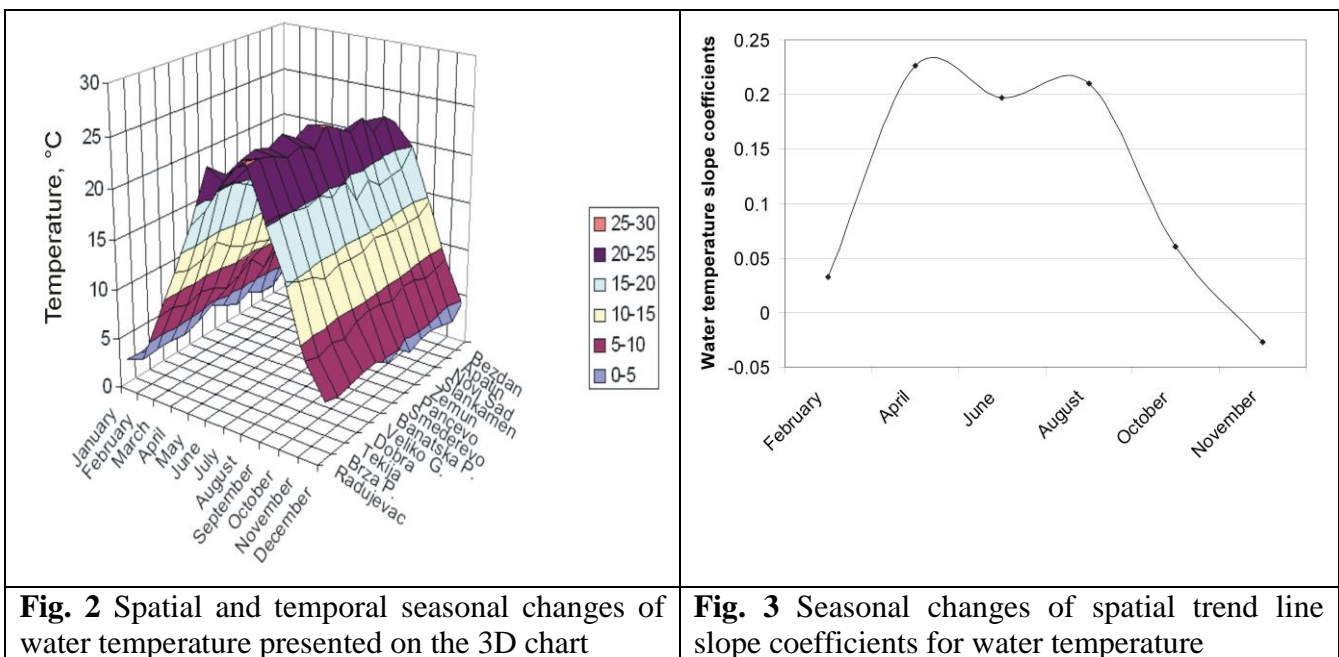 30
25
20
15
10
5
0
Temperature, °C
January
February
March
April
May
June
July
August
September
October
November
December
Bezdan
Apatin
Novi Sad
Slankamen
Zemun
Pancevo
Smederevo
Banatska P.
Veliko G.
Dobra
Tekija
Brza P.
Radujevac
25-30
20-25
15-20
10-15
5-10
0-5
Fig. 2 Spatial and temporal seasonal changes of
water temperature presented on the 3D chart
Water temperature slope coefficients
0.25
0.2
0.15
0.1
0.05
0
-0.05
February
April
June
August
October
November
Fig. 3 Seasonal changes of spatial trend line
slope coefficients for water temperature